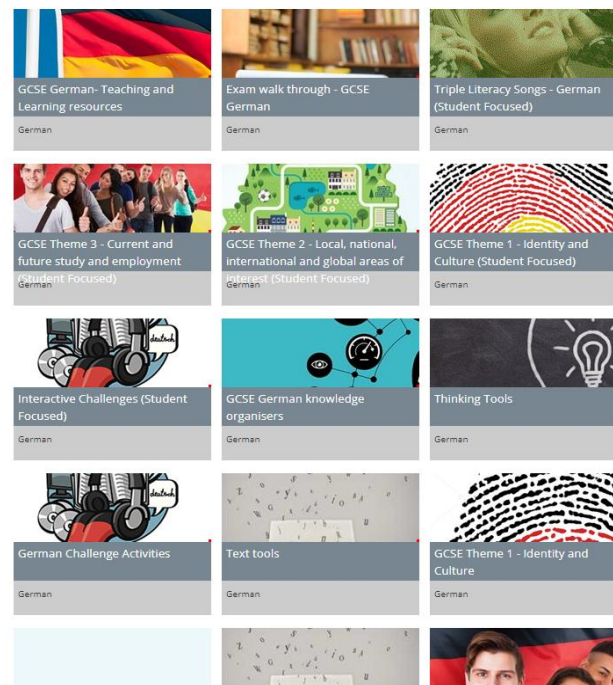 GCSE German- Teaching and
Learning resources
German
Exam walk through - GCSE
German
German
Triple Literacy Songs - German
(Student Focused)
German
GCSE Theme 3 - Current and
future study and employment
(Student Focused)
German
GCSE Theme 2 - Local, national,
international and global areas of
interest (Student Focused)
German
GCSE Theme 1 - Identity and
Culture (Student Focused)
German
deutsch
Interactive Challenges (Student
Focused)
German
GCSE German knowledge
organisers
German
Thinking Tools
German
deutsch
German Challenge Activities
German
Text tools
German
GCSE Theme 1 - Identity and
Culture
German